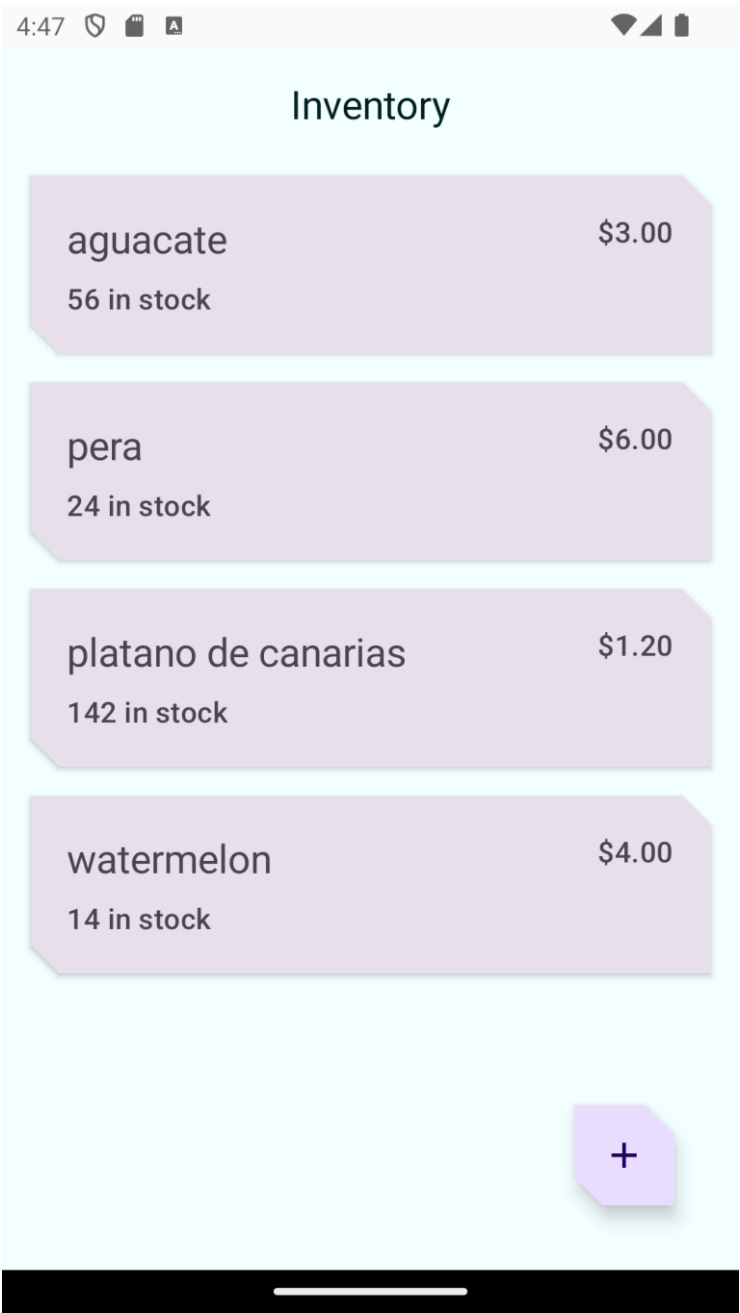 4:47
Inventory
aguacate
$3.00
56 in stock
pera
$6.00
24 in stock
platano de canarias
$1.20
142 in stock
watermelon
$4.00
14 in stock
+